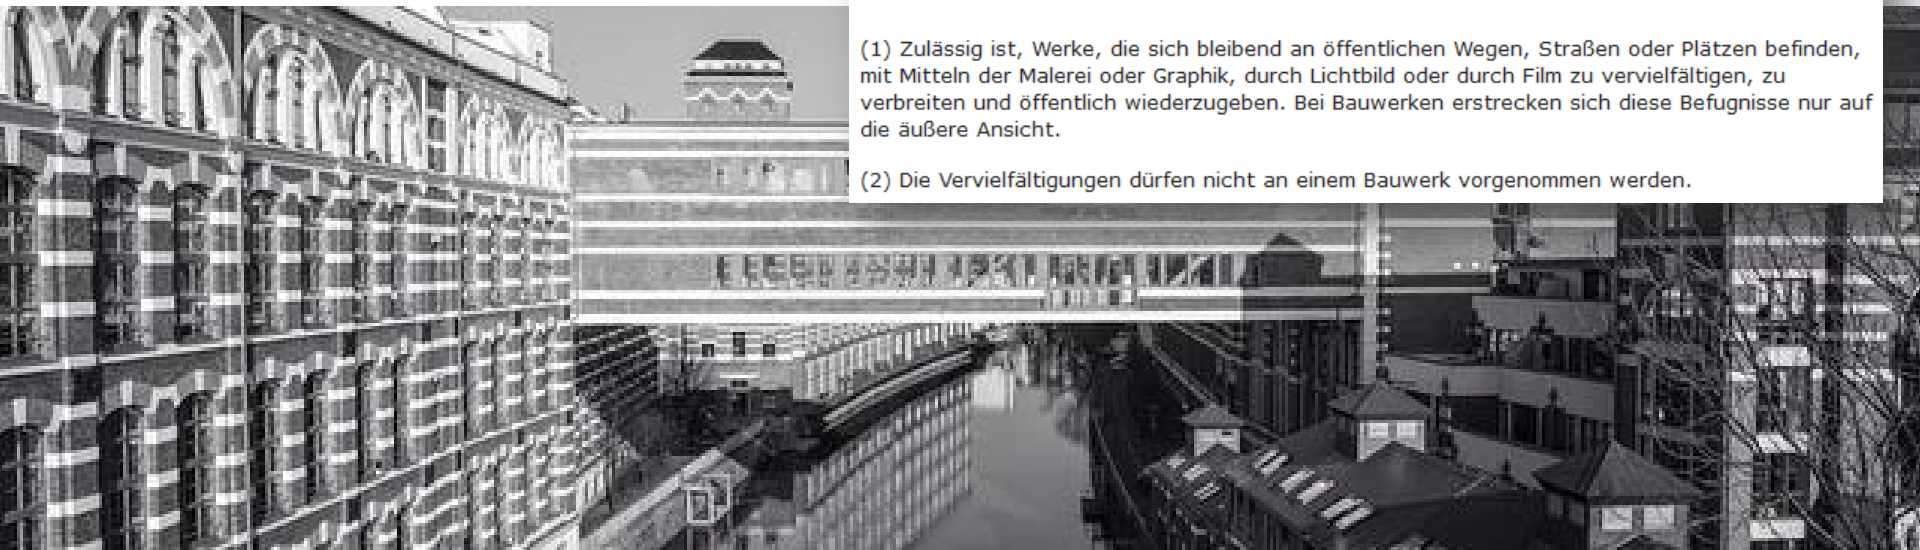 (1) Zulässig ist, Werke, die sich bleibend an öffentlichen Wegen, Straßen oder Plätzen befinden,
mit Mitteln der Malerei oder Graphik, durch Lichtbild oder durch Film zu vervielfältigen, zu
verbreiten und öffentlich wiederzugeben. Bei Bauwerken erstrecken sich diese Befugnisse nur auf
die äußere Ansicht.
(2) Die Vervielfältigungen dürfen nicht an einem Bauwerk vorgenommen werden.